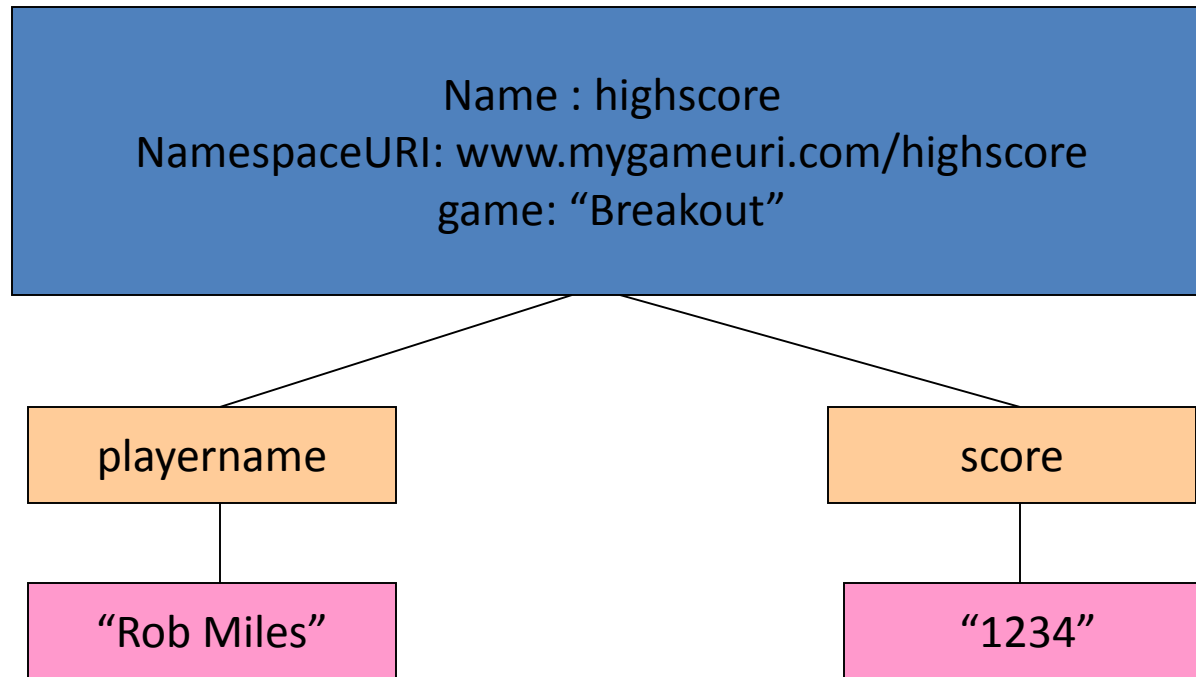 Name : highscore
NamespaceURI: www.mygameuri.com/highscore
game: “Breakout”
playername
score
“Rob Miles”
“1234”